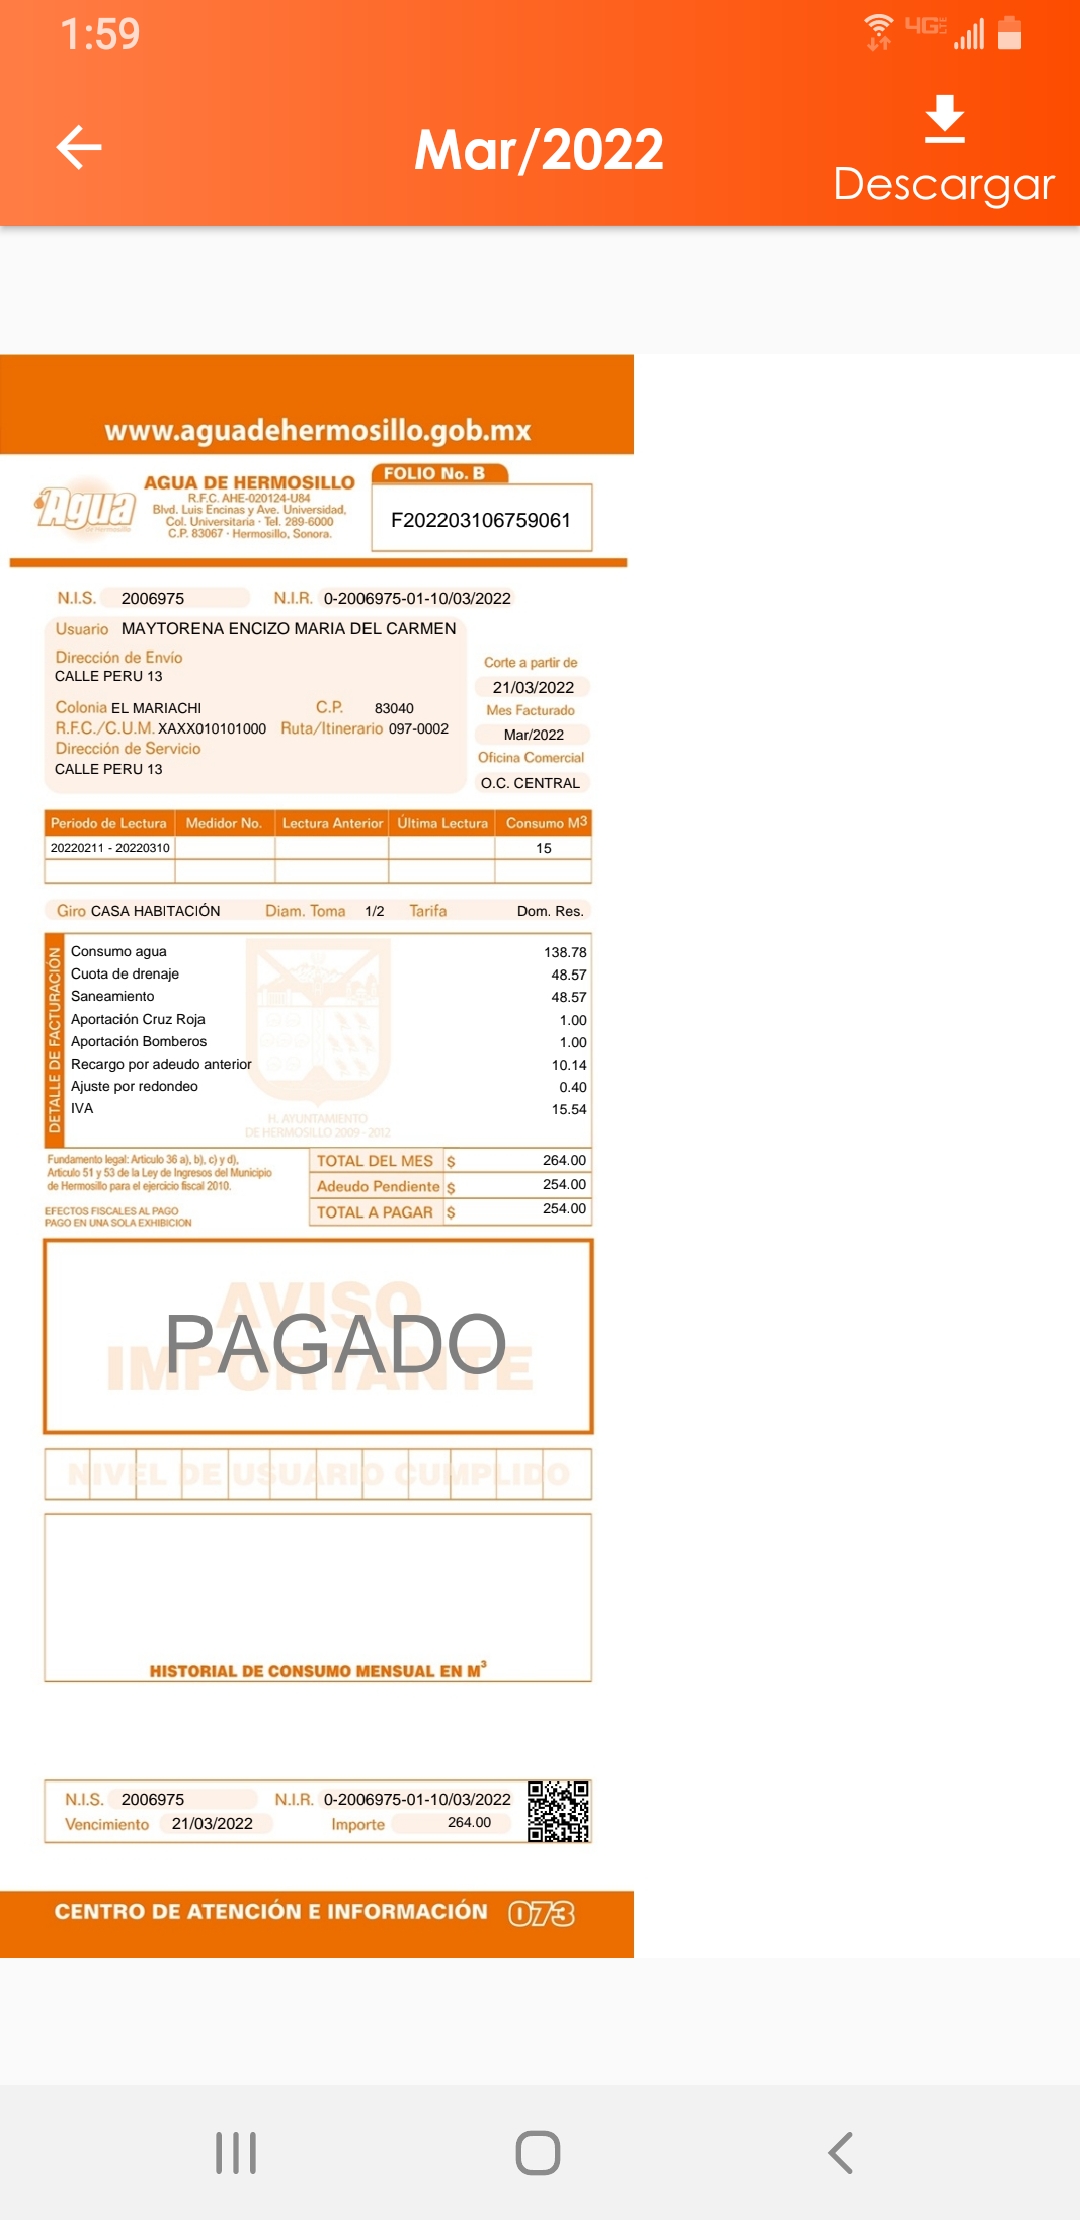 1:59
4G LTE
Mar/2022
Descargar
www.aguadehermosillo.gob.mx
Agua
AGUA DE HERMOSILLO
R.F.C. AHE-020124-U84
Blvd. Luis Encinas y Ave. Universidad,
Col. Universitaria · Tel. 289-6000
C.P. 83067 · Hermosillo, Sonora.
FOLIO No. B
F202203106759061
N.I.S. 2006975 N.I.R. 0-2006975-01-10/03/2022
Usuario MAYTORENA ENCIZO MARIA DEL CARMEN
Dirección de Envío
CALLE PERU 13
Colonia EL MARIACHI C.P. 83040
R.F.C./C.U.M. XAXX010101000 Ruta/Itinerario 097-0002
Dirección de Servicio
CALLE PERU 13
Corte a partir de
21/03/2022
Mes Facturado
Mar/2022
Oficina Comercial
O.C. CENTRAL
Periodo de Lectura Medidor No. Lectura Anterior Última Lectura Consumo M3
20220211 - 20220310 15
Giro CASA HABITACIÓN Diam. Toma 1/2 Tarifa Dom. Res.
DETALLE DE FACTURACIÓN
Consumo agua 138.78
Cuota de drenaje 48.57
Saneamiento 48.57
Aportación Cruz Roja 1.00
Aportación Bomberos 1.00
Recargo por adeudo anterior 10.14
Ajuste por redondeo 0.40
IVA 15.54
H. AYUNTAMIENTO
DE HERMOSILLO 2009 - 2012
Fundamento legal: Articulo 36 a), b), c) y d),
Articulo 51 y 53 de la Ley de Ingresos del Municipio
de Hermosillo para el ejercicio fiscal 2010.
EFECTOS FISCALES AL PAGO
PAGO EN UNA SOLA EXHIBICION
TOTAL DEL MES $ 264.00
Adeudo Pendiente $ 254.00
TOTAL A PAGAR $ 254.00
AVISO
IMPORTANTE
PAGADO
NIVEL DE USUARIO CUMPLIDO
HISTORIAL DE CONSUMO MENSUAL EN M3
N.I.S. 2006975 N.I.R. 0-2006975-01-10/03/2022
Vencimiento 21/03/2022 Importe 264.00
CENTRO DE ATENCIÓN E INFORMACIÓN 073